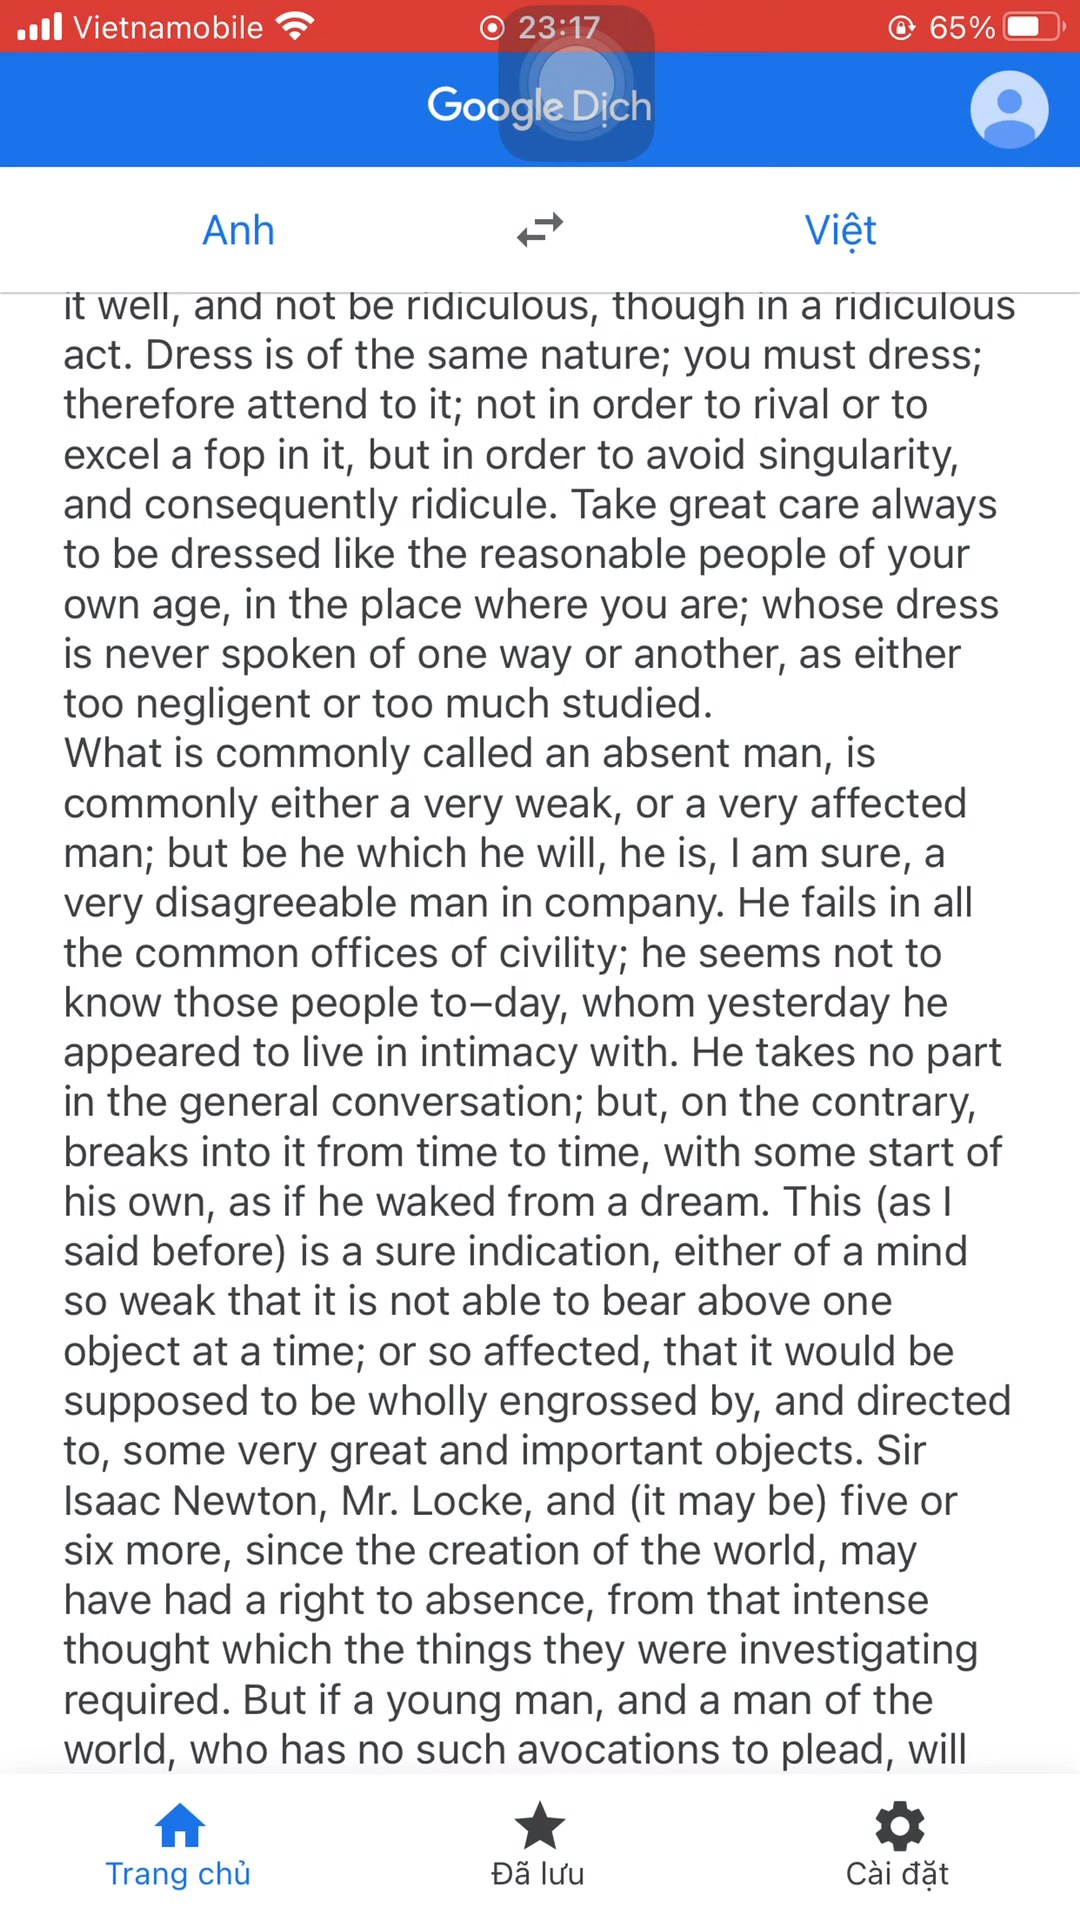 Vietnamobile 23:17 65%
Google Dịch
Anh Việt
it well, and not be ridiculous, though in a ridiculous
act. Dress is of the same nature; you must dress;
therefore attend to it; not in order to rival or to
excel a fop in it, but in order to avoid singularity,
and consequently ridicule. Take great care always
to be dressed like the reasonable people of your
own age, in the place where you are; whose dress
is never spoken of one way or another, as either
too negligent or too much studied.
What is commonly called an absent man, is
commonly either a very weak, or a very affected
man; but be he which he will, he is, I am sure, a
very disagreeable man in company. He fails in all
the common offices of civility; he seems not to
know those people to–day, whom yesterday he
appeared to live in intimacy with. He takes no part
in the general conversation; but, on the contrary,
breaks into it from time to time, with some start of
his own, as if he waked from a dream. This (as I
said before) is a sure indication, either of a mind
so weak that it is not able to bear above one
object at a time; or so affected, that it would be
supposed to be wholly engrossed by, and directed
to, some very great and important objects. Sir
Isaac Newton, Mr. Locke, and (it may be) five or
six more, since the creation of the world, may
have had a right to absence, from that intense
thought which the things they were investigating
required. But if a young man, and a man of the
world, who has no such avocations to plead, will
Trang chủ Đã lưu Cài đặt